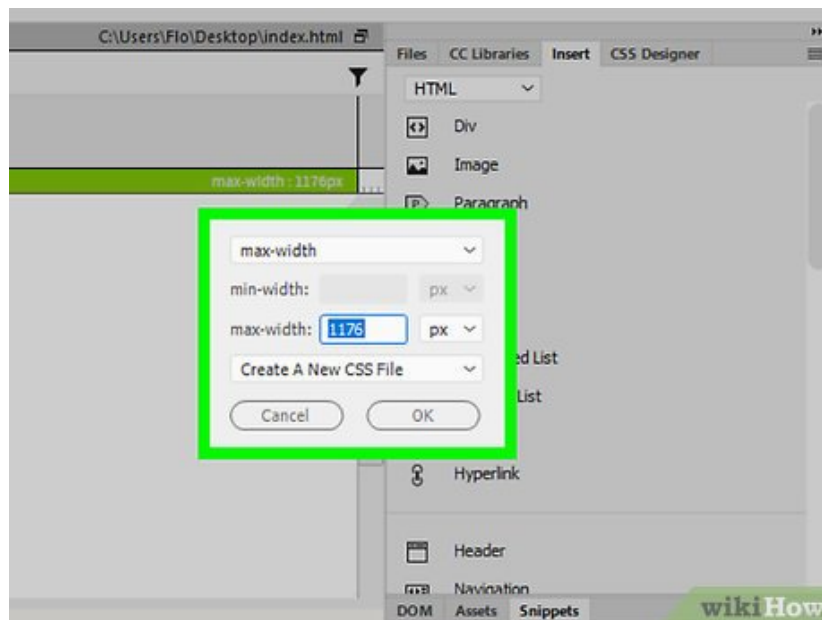 C:\Users\Flo\Desktop\index.html
Files CC Libraries Insert CSS Designer
HTML
Div
Image
max-width : 1176px
Paragraph
max-width
min-width: px
max-width: 1176 px
ed List
Create A New CSS File
List
Cancel OK
Hyperlink
Header
Navigation
DOM Assets Snippets
wikiHow